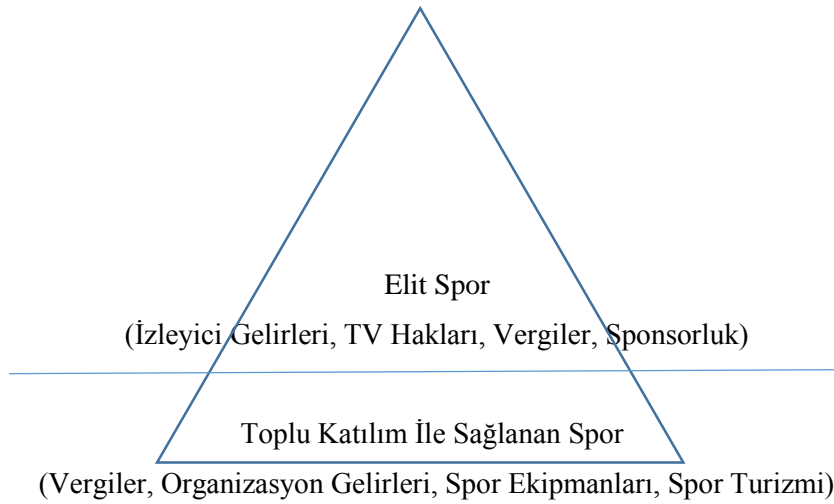 Elit Spor
(İzleyici Gelirleri, TV Hakları, Vergiler, Sponsorluk)
Toplu Katılım İle Sağlanan Spor
(Vergiler, Organizasyon Gelirleri, Spor Ekipmanları, Spor Turizmi)